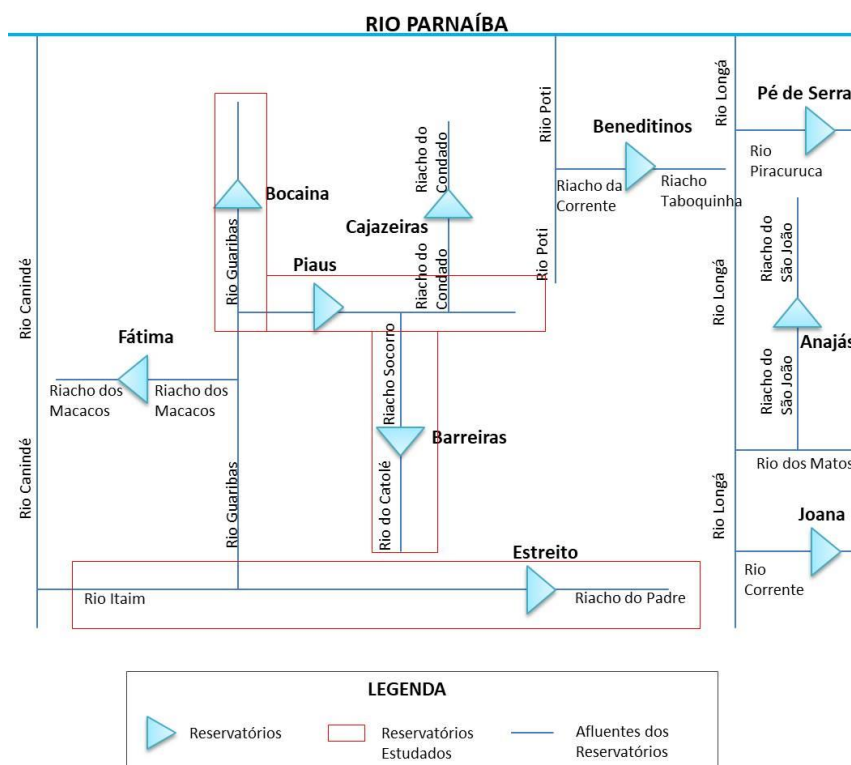 RIO PARNAÍBA
Rio Canindé
Rio Canindé
Bocaina
Rio Guaribas
Riacho do
Condado
Cajazeiras
Riacho do
Condado
Piaus
Fátima
Riacho dos
Macacos
Riacho dos
Macacos
Rio Guaribas
Riacho Socorro
Barreiras
Rio do Catolé
Estreito
Rio Itaim
Riacho do Padre
Riio Poti
Rio Poti
Beneditinos
Riacho da
Corrente
Riacho
Taboquinha
Rio Longá
Pé de Serra
Rio
Piracuruca
Rio Longá
Riacho do
São João
Anajás
Riacho do
São João
Rio dos Matos
Rio Longá
Joana
Rio
Corrente
LEGENDA
Reservatórios
Reservatórios
Estudados
Afluentes dos
Reservatórios